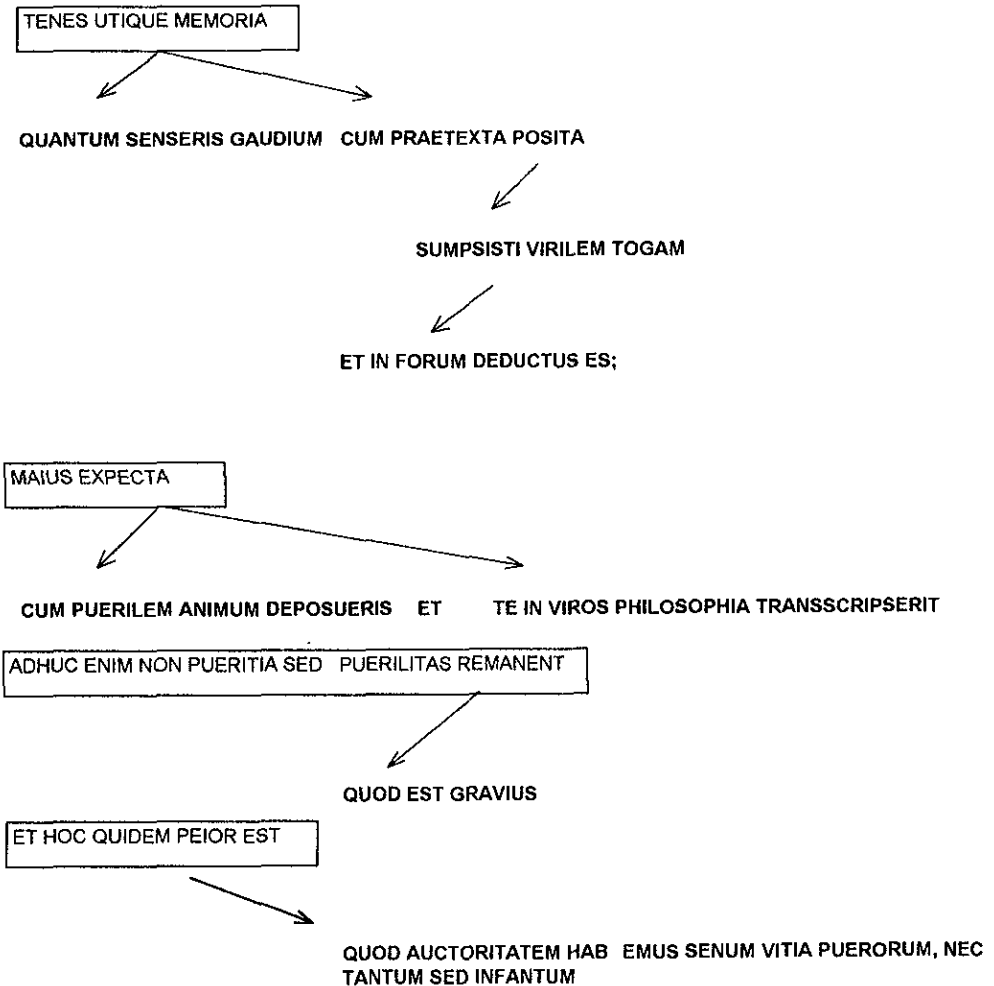 TENES UTIQUE MEMORIA
QUANTUM SENSERIS GAUDIUM CUM PRAETEXTA POSITA
SUMPSISTI VIRILEM TOGAM
ET IN FORUM DEDUCTUS ES;
MAIUS EXPECTA
CUM PUERILEM ANIMUM DEPOSUERIS ET TE IN VIROS PHILOSOPHIA TRANSSCRIPSERIT
ADHUC ENIM NON PUERITIA SED PUERILITAS REMANENT
QUOD EST GRAVIUS
ET HOC QUIDEM PEIOR EST
QUOD AUCTORITATEM HAB EMUS SENUM VITIA PUERORUM, NEC
TANTUM SED INFANTUM